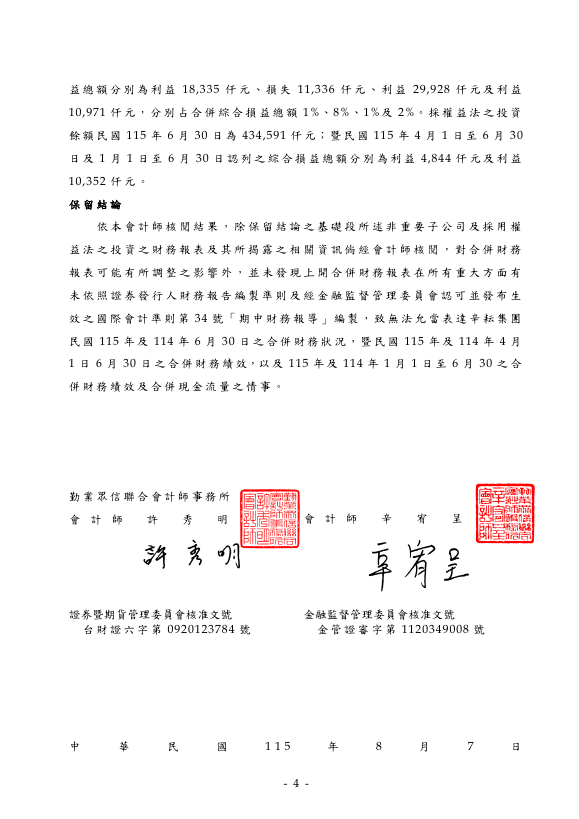 益總額分別為利益 18,335 仟元、損失 11,336 仟元、利益 29,928 仟元及利益
10,971 仟元，分別占合併綜合損益總額 1%、8%、1%及 2%。採權益法之投資
餘額民國 115 年 6 月 30 日為 434,591 仟元；暨民國 115 年 4 月 1 日至 6 月 30
日及 1 月 1 日至 6 月 30 日認列之綜合損益總額分別為利益 4,844 仟元及利益
10,352 仟元。
保留結論
依本會計師核閱結果，除保留結論之基礎段所述非重要子公司及採用權
益法之投資之財務報表及其所揭露之相關資訊倘經會計師核閱，對合併財務
報表可能有所調整之影響外，並未發現上開合併財務報表在所有重大方面有
未依照證券發行人財務報告編製準則及經金融監督管理委員會認可並發布生
效之國際會計準則第 34 號「期中財務報導」編製，致無法允當表達辛耘集團
民國 115 年及 114 年 6 月 30 日之合併財務狀況，暨民國 115 年及 114 年 4 月
1 日 6 月 30 日之合併財務績效，以及 115 年及 114 年 1 月 1 日至 6 月 30 之合
併財務績效及合併現金流量之情事。
勤業眾信聯合會計師事務所
會計師 許秀明 會計師 辛宥呈
許秀明 辛宥呈
證券暨期貨管理委員會核准文號 金融監督管理委員會核准文號
台財證六字第 0920123784 號 金管證審字第 1120349008 號
中華民國 115 年 8 月 7 日
- 4 -